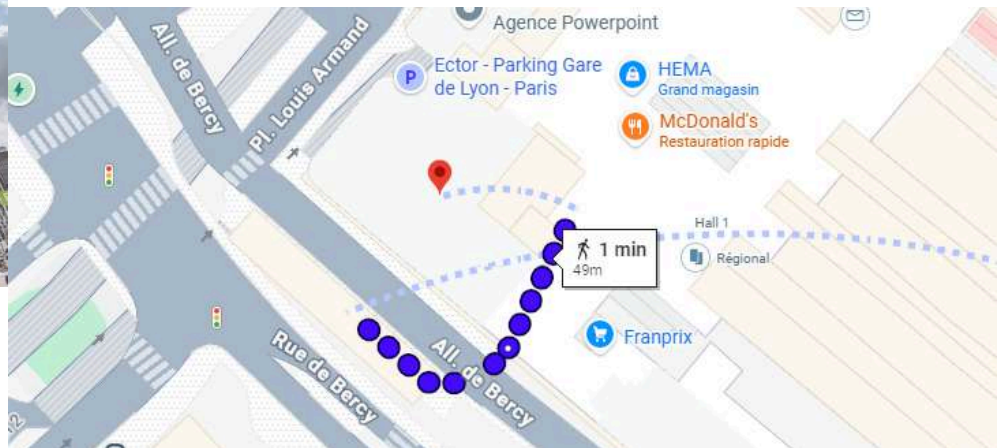 Agence Powerpoint
All. de Bercy
Pl. Louis Armand
P
Ector - Parking Gare
de Lyon - Paris
HEMA
Grand magasin
McDonald's
Restauration rapide
Hall 1
Régional
1 min
49m
Franprix
All. de Bercy
Rue de Bercy
12